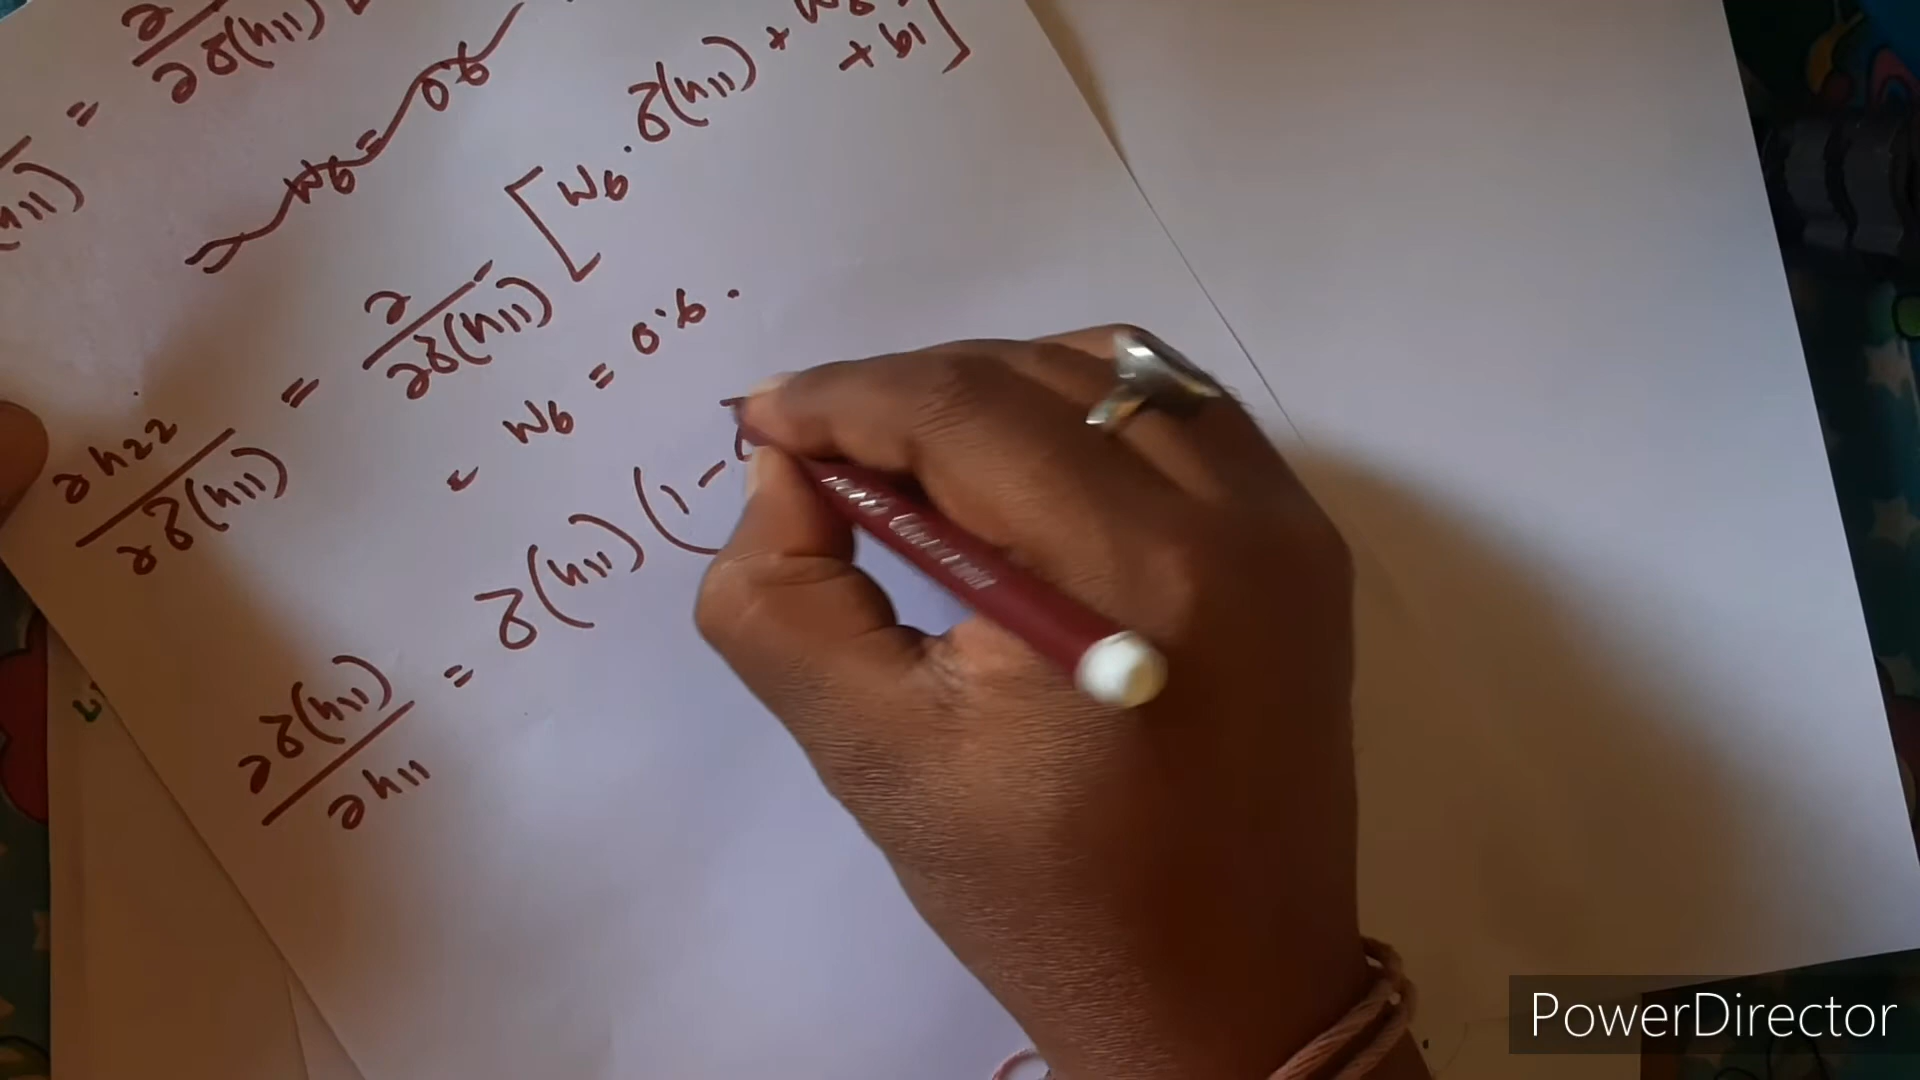 = ∂ / ∂σ(h11)
W6 = 0.6
∂h22 / ∂σ(h11) = ∂ / ∂σ(h11) [W6 . σ(h11) +
+ b1]
= W6 = 0.6 .
∂σ(h11) / ∂h11 = σ(h11) (1 -
PowerDirector